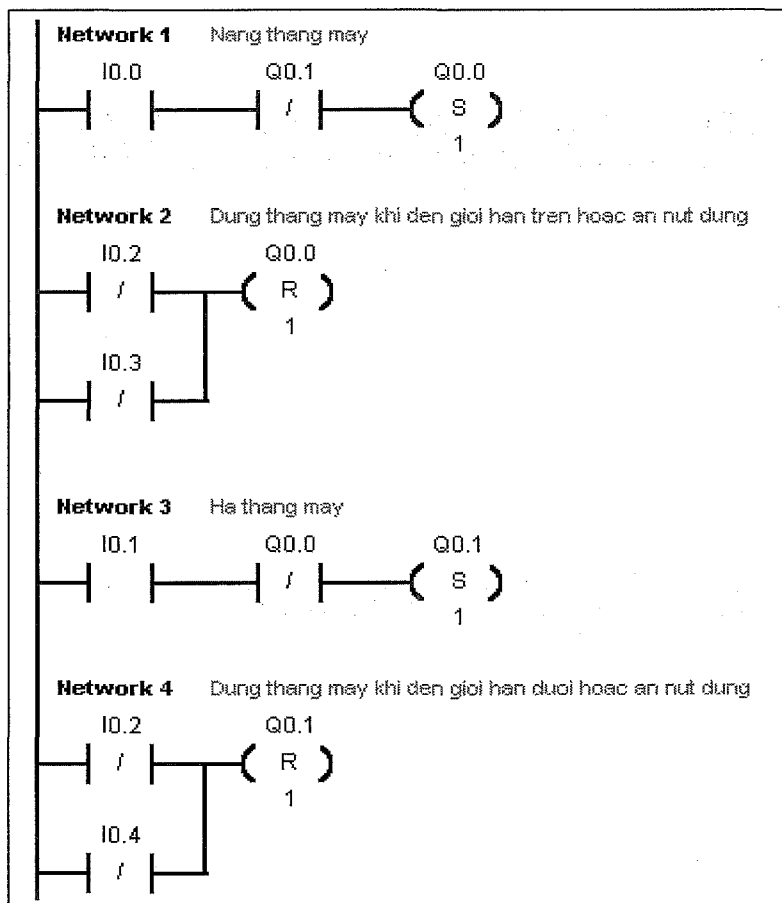 Network 1 Nang thang may
I0.0 Q0.1 Q0.0
/ S
1
Network 2 Dung thang may khi den gioi han tren hoac an nut dung
I0.2 Q0.0
/ R
1
I0.3
/
Network 3 Ha thang may
I0.1 Q0.0 Q0.1
/ S
1
Network 4 Dung thang may khi den gioi han duoi hoac an nut dung
I0.2 Q0.1
/ R
1
I0.4
/